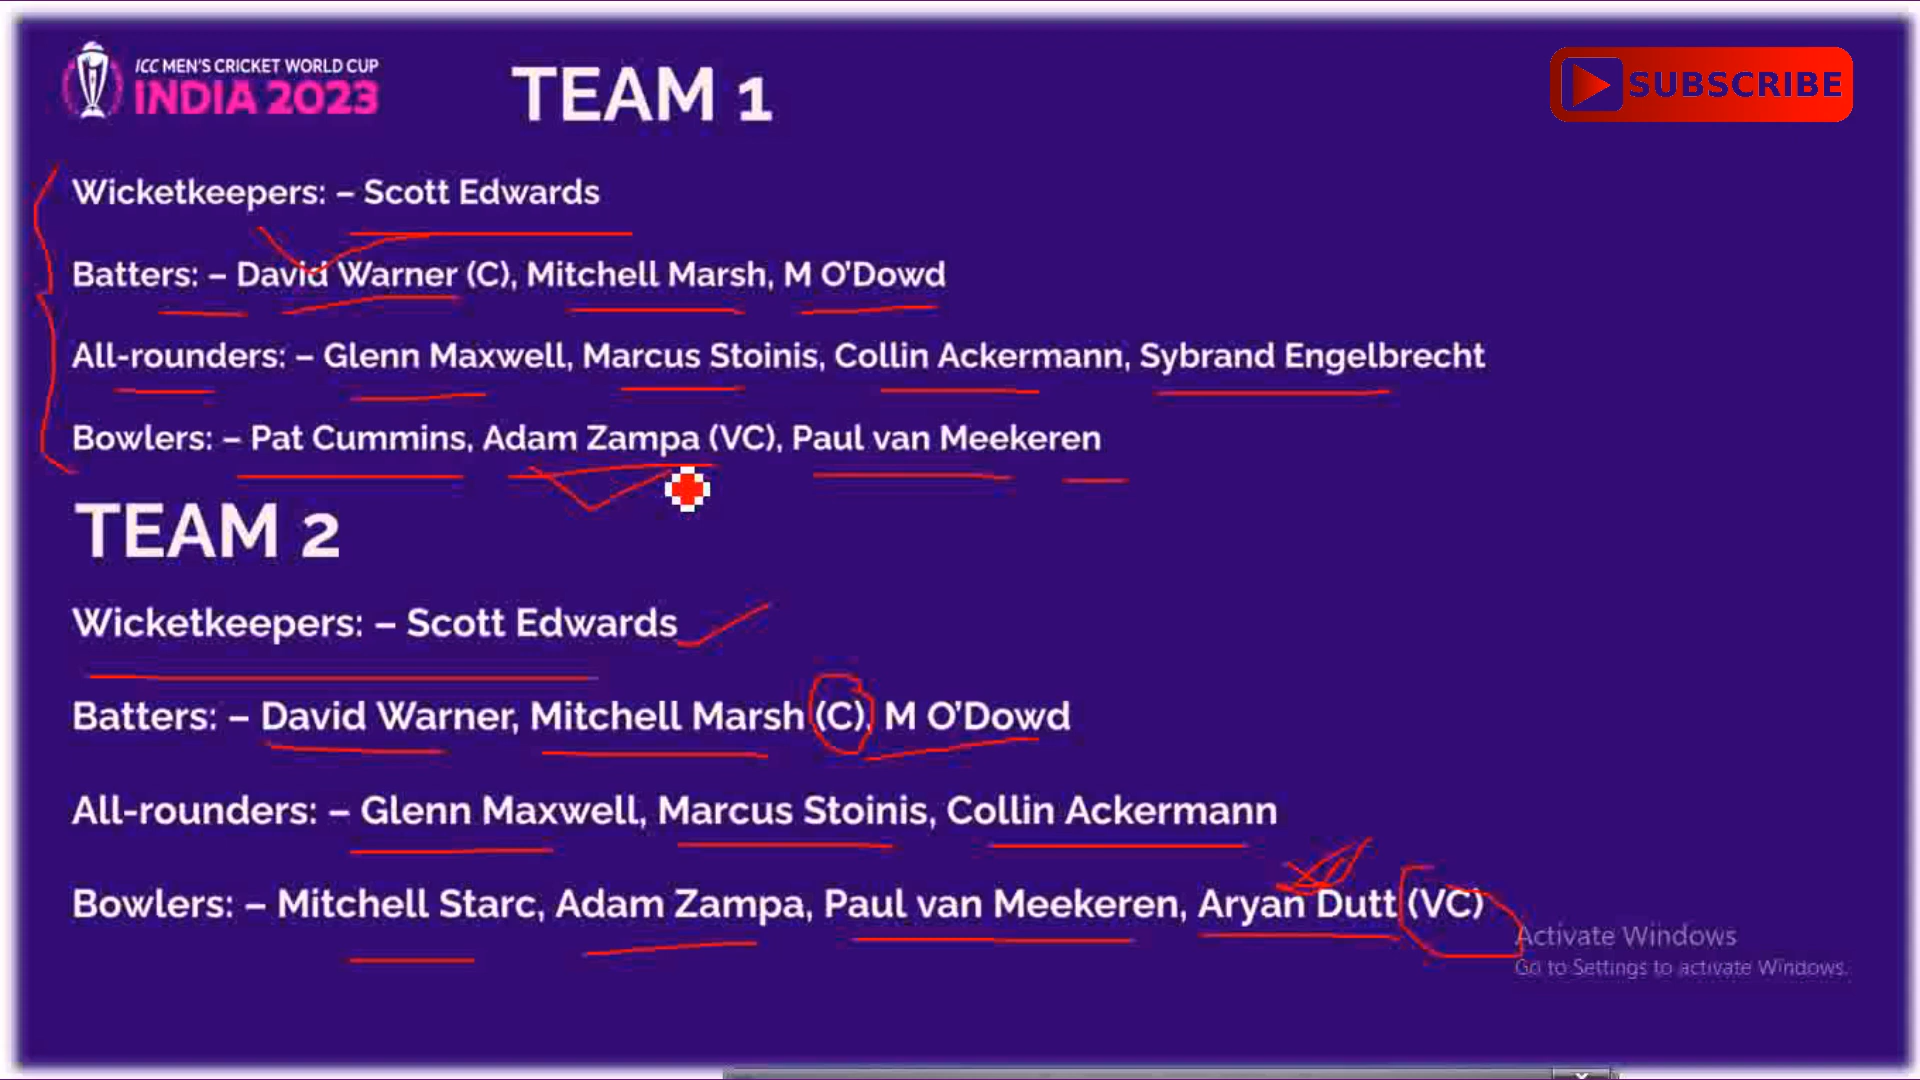 ICC MEN'S CRICKET WORLD CUP
INDIA 2023
TEAM 1
SUBSCRIBE
Wicketkeepers: – Scott Edwards
Batters: – David Warner (C), Mitchell Marsh, M O'Dowd
All-rounders: – Glenn Maxwell, Marcus Stoinis, Collin Ackermann, Sybrand Engelbrecht
Bowlers: – Pat Cummins, Adam Zampa (VC), Paul van Meekeren
TEAM 2
Wicketkeepers: – Scott Edwards
Batters: – David Warner, Mitchell Marsh (C), M O'Dowd
All-rounders: – Glenn Maxwell, Marcus Stoinis, Collin Ackermann
Bowlers: – Mitchell Starc, Adam Zampa, Paul van Meekeren, Aryan Dutt (VC)
Activate Windows
Go to Settings to activate Windows.